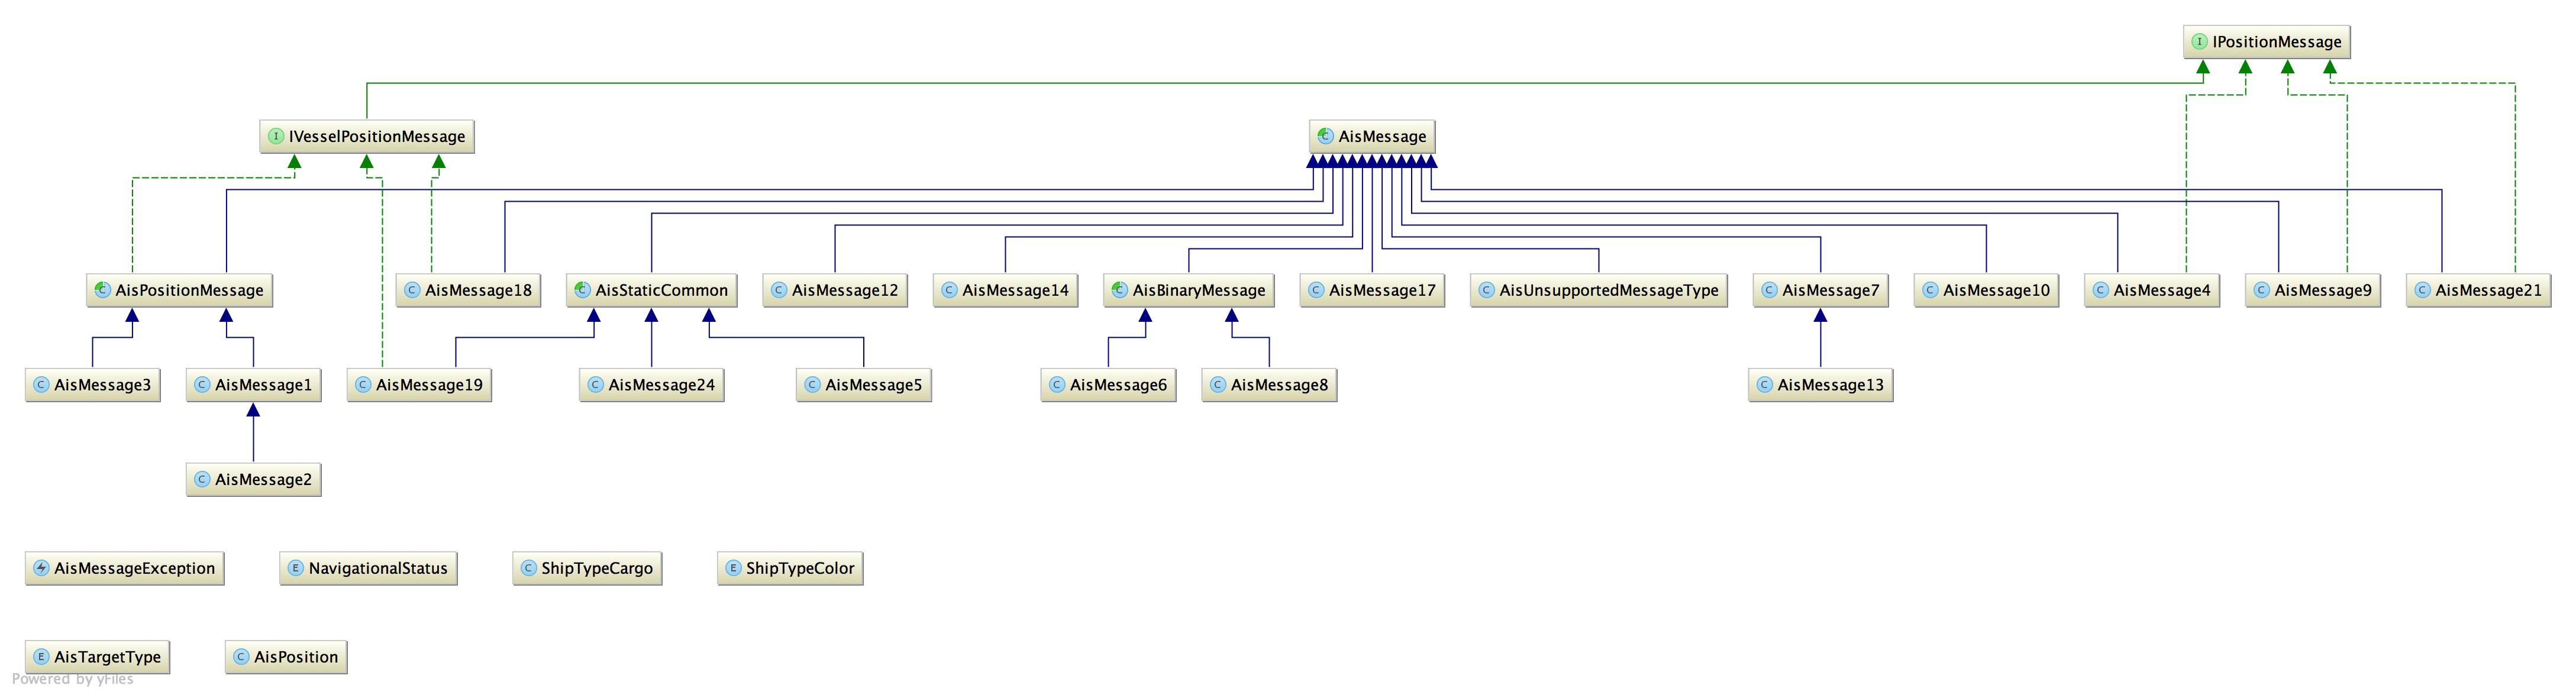 I IPositionMessage
I IVesselPositionMessage
C AisMessage
C AisPositionMessage
C AisMessage18
C AisStaticCommon
C AisMessage12
C AisMessage14
C AisBinaryMessage
C AisMessage17
C AisUnsupportedMessageType
C AisMessage7
C AisMessage10
C AisMessage4
C AisMessage9
C AisMessage21
C AisMessage3
C AisMessage1
C AisMessage19
C AisMessage24
C AisMessage5
C AisMessage6
C AisMessage8
C AisMessage13
C AisMessage2
AisMessageException
E NavigationalStatus
C ShipTypeCargo
E ShipTypeColor
E AisTargetType
C AisPosition
Powered by yFiles